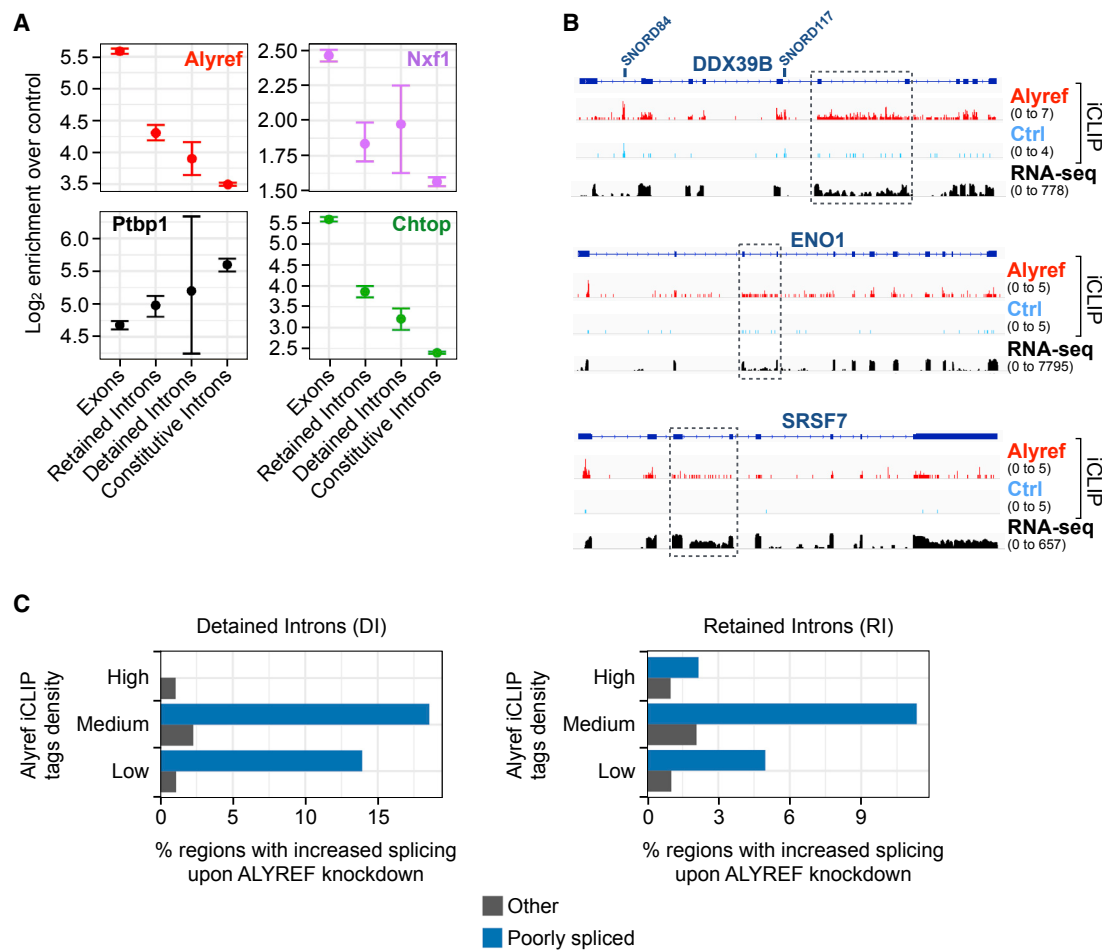 A
Alyref
Nxf1
Ptbp1
Chtop
Log2 enrichment over control
5.5
4.5
4.0
3.5
2.50
2.25
2.00
1.75
1.50
6.0
5.5
5.0
4.5
5.5
5.0
4.5
4.0
3.5
3.0
2.5
Exons
Retained Introns
Detained Introns
Constitutive Introns
Exons
Retained Introns
Detained Introns
Constitutive Introns
B
SNORD84
SNORD117
DDX39B
Alyref
(0 to 7)
Ctrl
(0 to 4)
iCLIP
RNA-seq
(0 to 778)
ENO1
Alyref
(0 to 5)
Ctrl
(0 to 5)
iCLIP
RNA-seq
(0 to 7795)
SRSF7
Alyref
(0 to 5)
Ctrl
(0 to 5)
iCLIP
RNA-seq
(0 to 657)
C
Detained Introns (DI)
Alyref iCLIP
tags density
High
Medium
Low
0 5 10 15
% regions with increased splicing
upon ALYREF knockdown
Retained Introns (RI)
Alyref iCLIP
tags density
High
Medium
Low
0 3 6 9
% regions with increased splicing
upon ALYREF knockdown
Other
Poorly spliced